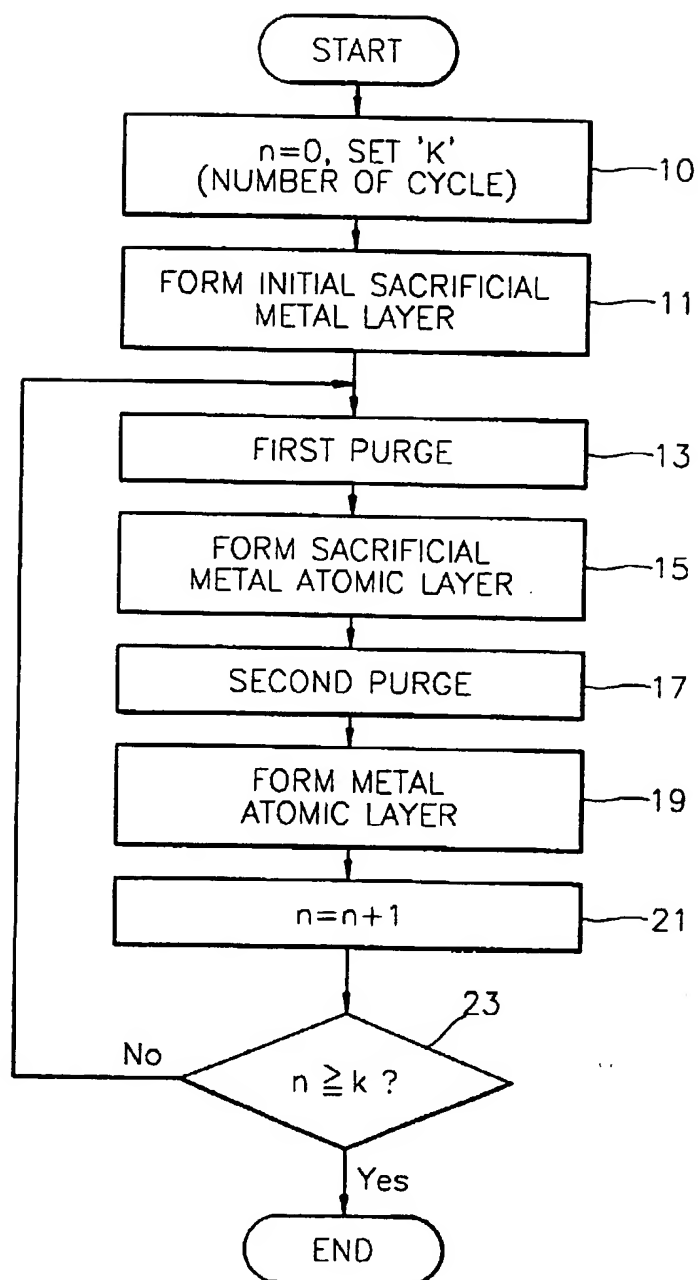 START
n=0, SET 'K'
(NUMBER OF CYCLE)
10
FORM INITIAL SACRIFICIAL
METAL LAYER
11
FIRST PURGE
13
FORM SACRIFICIAL
METAL ATOMIC LAYER
15
SECOND PURGE
17
FORM METAL
ATOMIC LAYER
19
n=n+1
21
23
No
n ≧ k ?
Yes
END